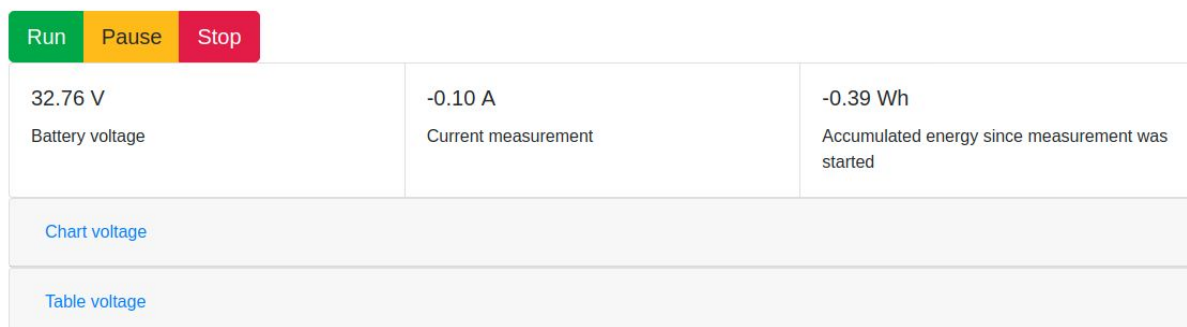 Run Pause Stop
32.76 V -0.10 A -0.39 Wh
Battery voltage Current measurement Accumulated energy since measurement was
started
Chart voltage
Table voltage